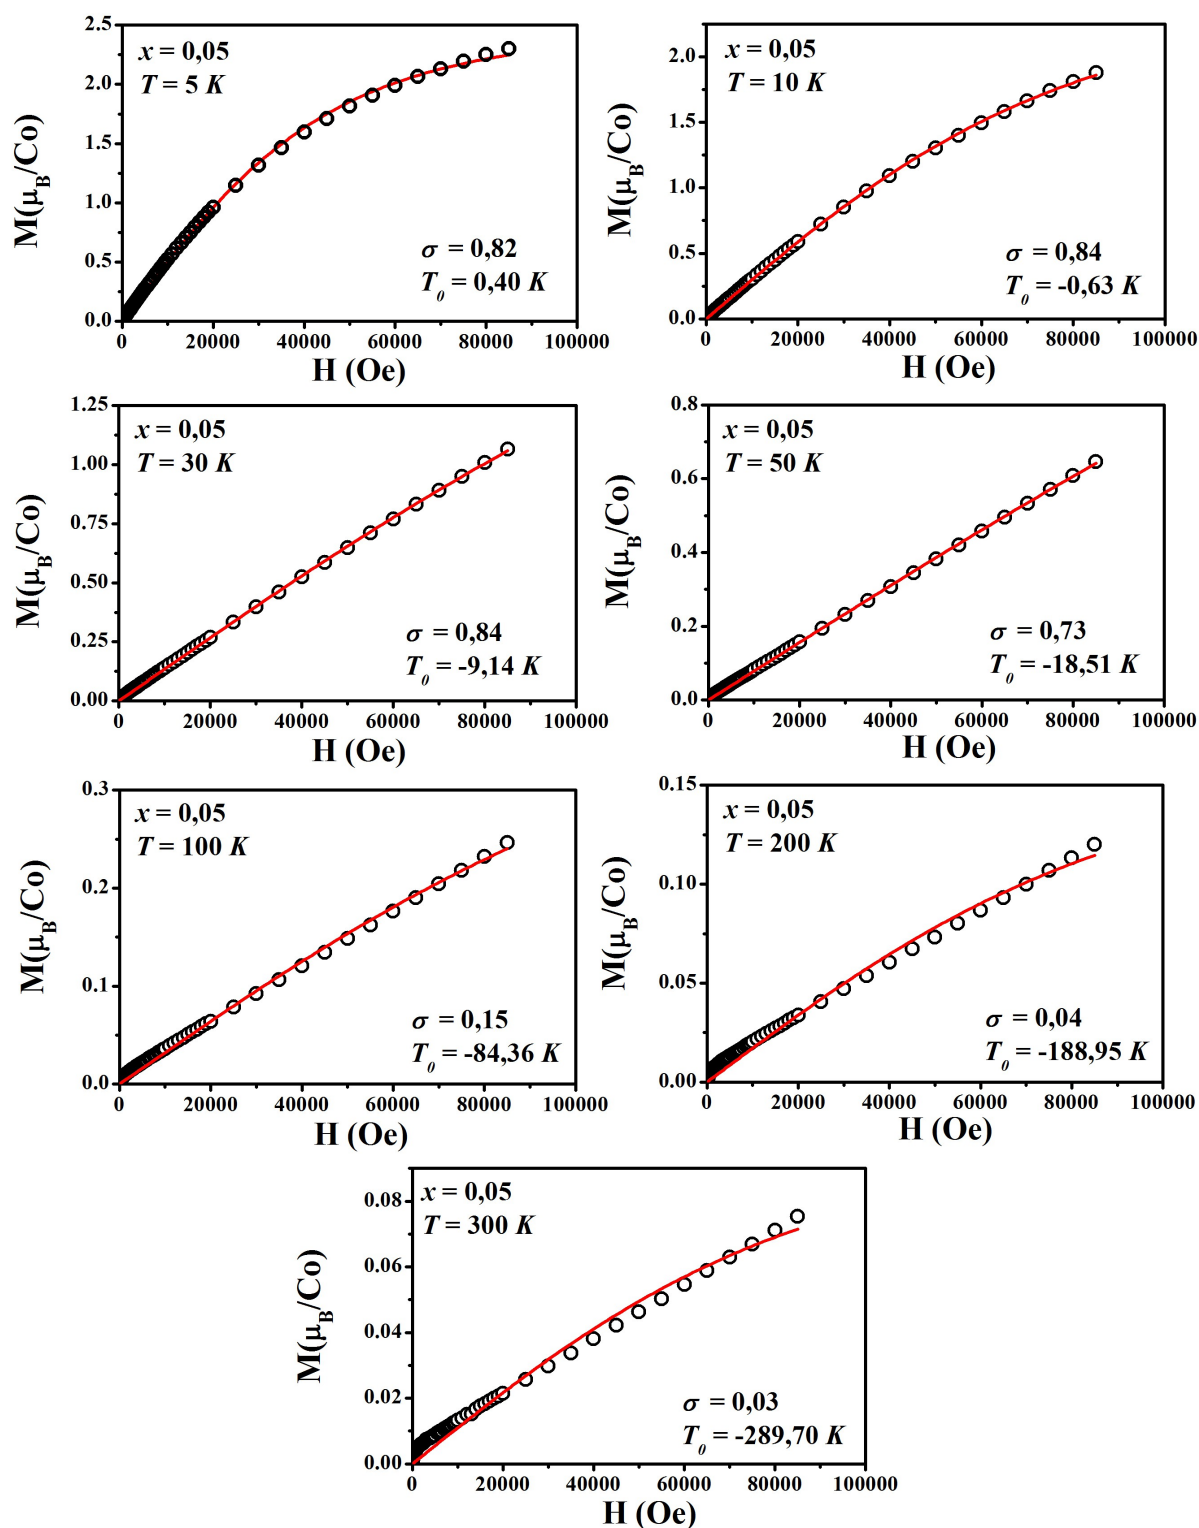 2.5
2.0
1.5
1.0
0.5
0.0
M(μB/Co)
x = 0,05
T = 5 K
σ = 0,82
T0 = 0,40 K
0 20000 40000 60000 80000 100000
H (Oe)
2.0
1.5
1.0
0.5
0.0
M(μB/Co)
x = 0,05
T = 10 K
σ = 0,84
T0 = -0,63 K
0 20000 40000 60000 80000 100000
H (Oe)
1.25
1.00
0.75
0.50
0.25
0.00
M(μB/Co)
x = 0,05
T = 30 K
σ = 0,84
T0 = -9,14 K
0 20000 40000 60000 80000 100000
H (Oe)
0.8
0.6
0.4
0.2
0.0
M(μB/Co)
x = 0,05
T = 50 K
σ = 0,73
T0 = -18,51 K
0 20000 40000 60000 80000 100000
H (Oe)
0.3
0.2
0.1
0.0
M(μB/Co)
x = 0,05
T = 100 K
σ = 0,15
T0 = -84,36 K
0 20000 40000 60000 80000 100000
H (Oe)
0.15
0.10
0.05
0.00
M(μB/Co)
x = 0,05
T = 200 K
σ = 0,04
T0 = -188,95 K
0 20000 40000 60000 80000 100000
H (Oe)
0.08
0.06
0.04
0.02
0.00
M(μB/Co)
x = 0,05
T = 300 K
σ = 0,03
T0 = -289,70 K
0 20000 40000 60000 80000 100000
H (Oe)